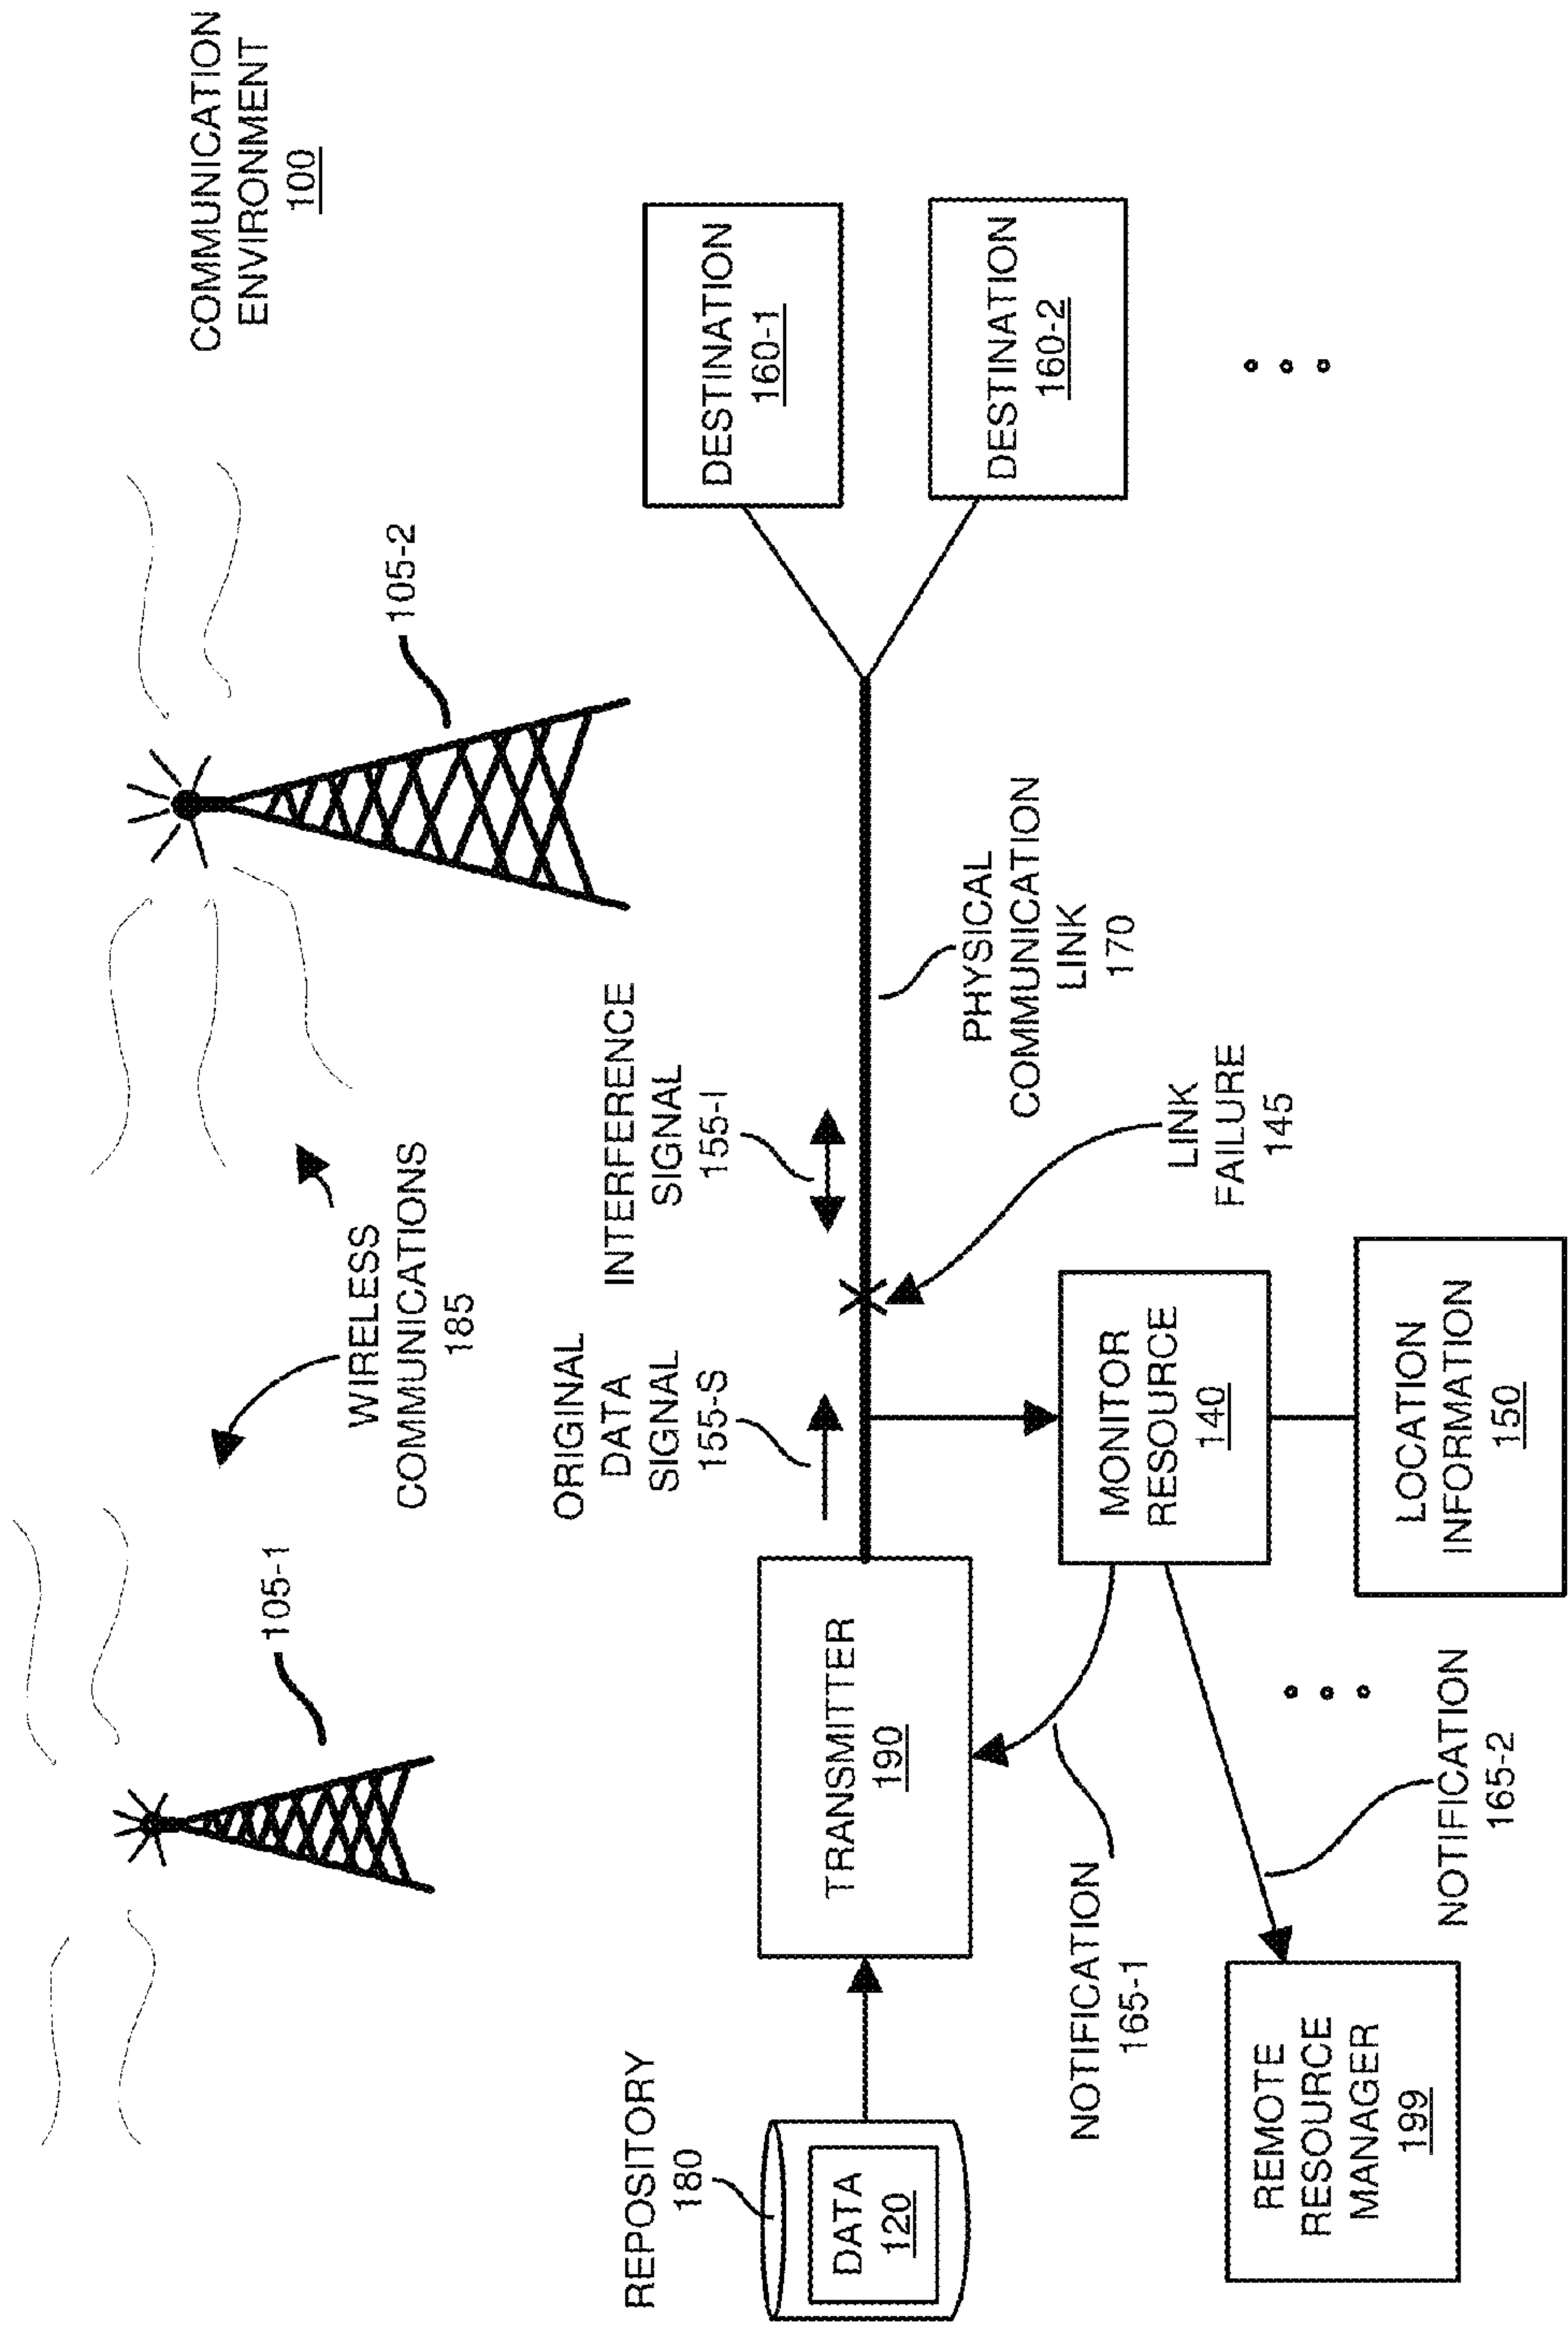 COMMUNICATION
ENVIRONMENT
100
105-1
105-2
WIRELESS
COMMUNICATIONS
185
ORIGINAL
DATA
SIGNAL
155-S
INTERFERENCE
SIGNAL
155-I
REPOSITORY
180
DATA
120
TRANSMITTER
190
DESTINATION
160-1
DESTINATION
160-2
PHYSICAL
COMMUNICATION
LINK
170
LINK
FAILURE
145
MONITOR
RESOURCE
140
NOTIFICATION
165-1
REMOTE
RESOURCE
MANAGER
199
NOTIFICATION
165-2
LOCATION
INFORMATION
150